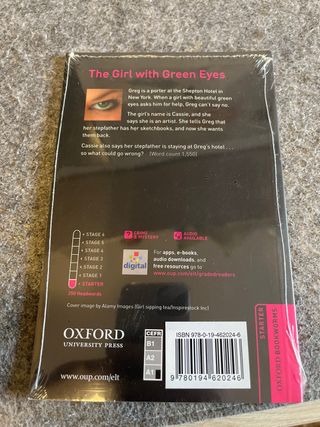 The Girl with Green Eyes
Greg is a porter at the Shepton Hotel in
New York. When a girl with beautiful green
eyes asks him for help, Greg can't say no.
The girl's name is Cassie, and she
says she is an artist. She tells Greg that
her stepfather has her sketchbooks, and now she wants
them back.
Cassie also says her stepfather is staying at Greg's hotel . . .
so what could go wrong? (Word count 1,550)
STAGE 6
STAGE 5
STAGE 4
STAGE 3
STAGE 2
STAGE 1
STARTER
250 Headwords
CRIME
& MYSTERY
AUDIO
AVAILABLE
digital
For apps, e-books,
audio downloads, and
free resources go to
www.oup.com/elt/gradedreaders
Cover image by Alamy Images (Girl sipping tea/Inspirestock Inc)
OXFORD
UNIVERSITY PRESS
www.oup.com/elt
CEFR
B1
A2
A1
ISBN 978-0-19-462024-6
9 780194 620246
STARTER
OXFORD BOOKWORMS